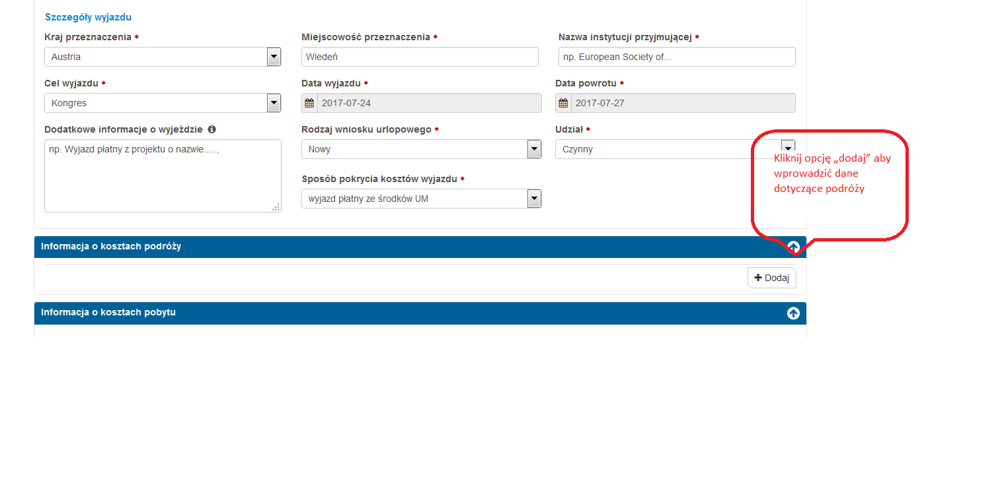 Szczegóły wyjazdu
Kraj przeznaczenia *
Miejscowość przeznaczenia *
Nazwa instytucji przyjmującej *
Austria
Wiedeń
np. European Society of...
Cel wyjazdu *
Data wyjazdu *
Data powrotu *
Kongres
2017-07-24
2017-07-27
Dodatkowe informacje o wyjeździe
Rodzaj wniosku urlopowego *
Udział *
np. Wyjazd płatny z projektu o nazwie.....,
Nowy
Czynny
Kliknij opcję „dodaj” aby
wprowadzić dane
dotyczące podróży
Sposób pokrycia kosztów wyjazdu *
wyjazd płatny ze środków UM
Informacja o kosztach podróży
+ Dodaj
Informacja o kosztach pobytu